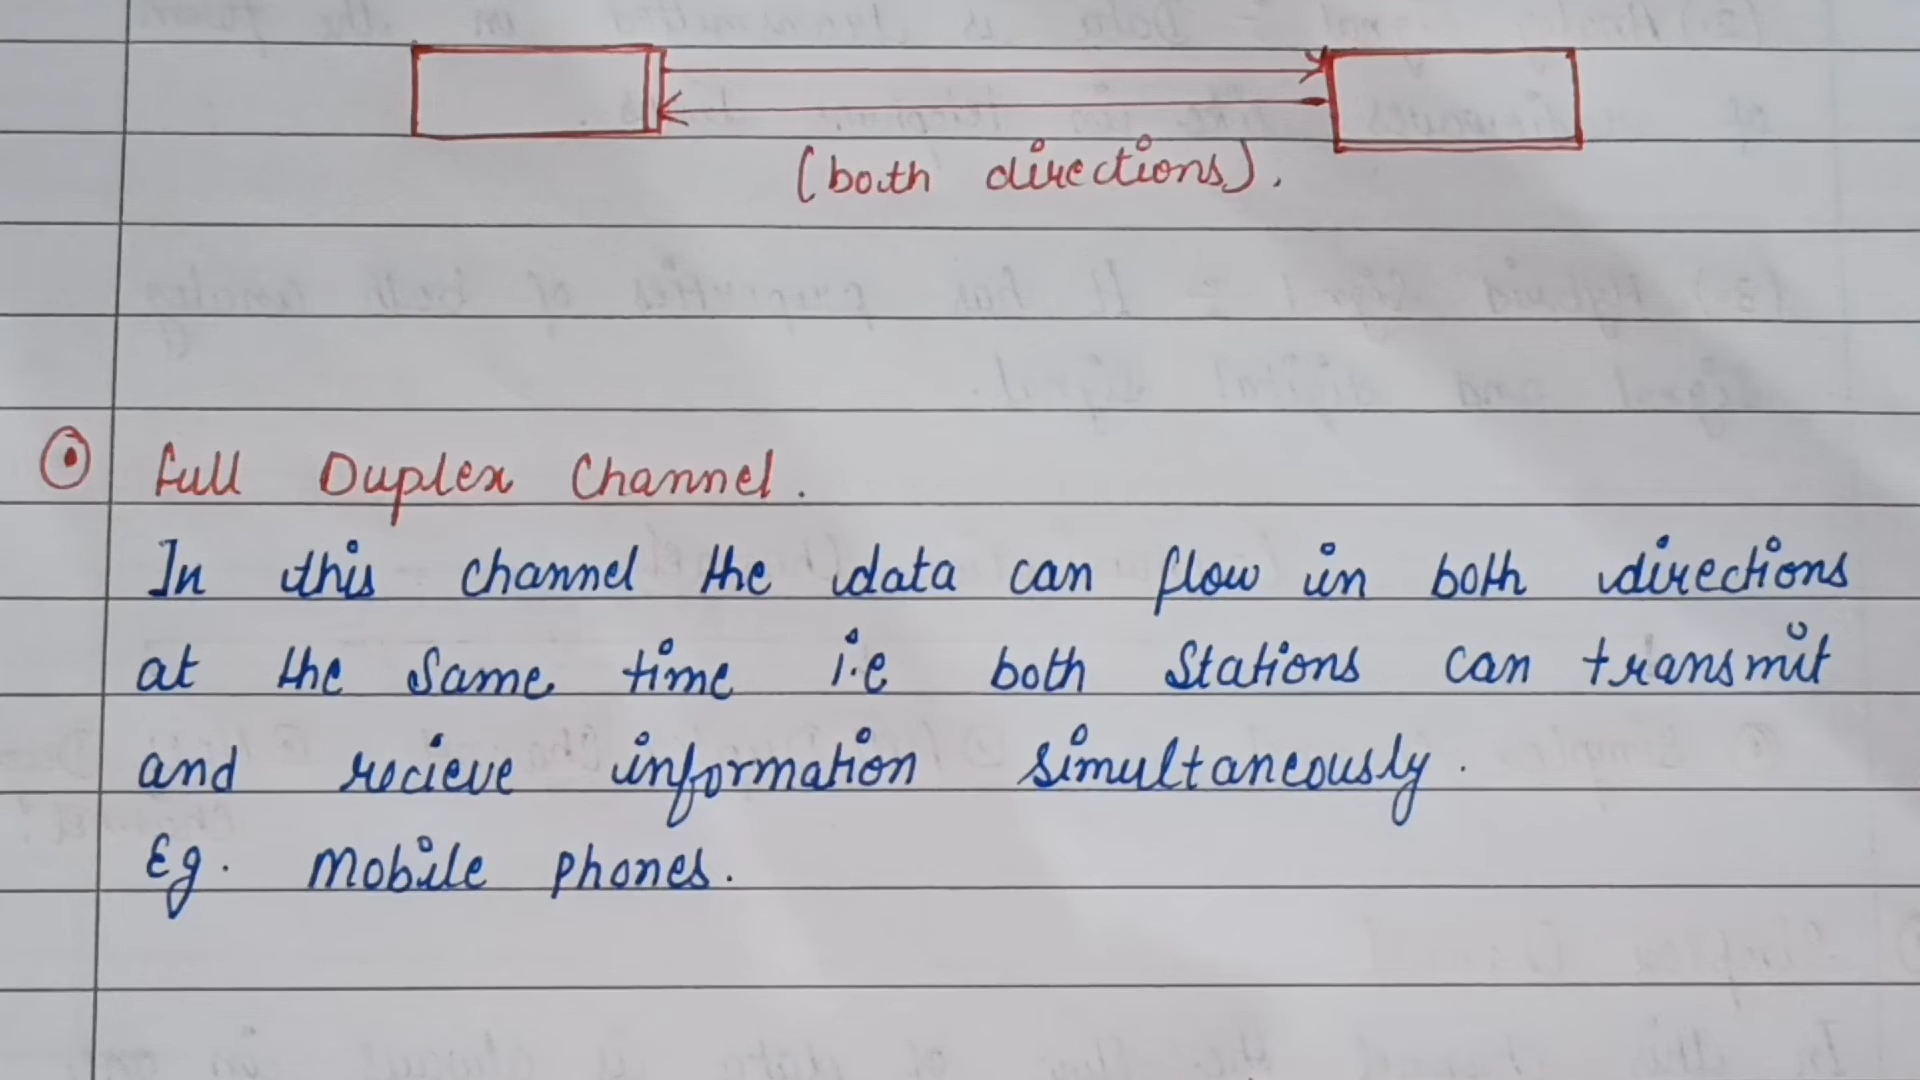 (both directions).
Full Duplex Channel.
In this channel the data can flow in both directions
at the same time i.e both stations can transmit
and recieve information simultaneously.
Eg. Mobile phones.